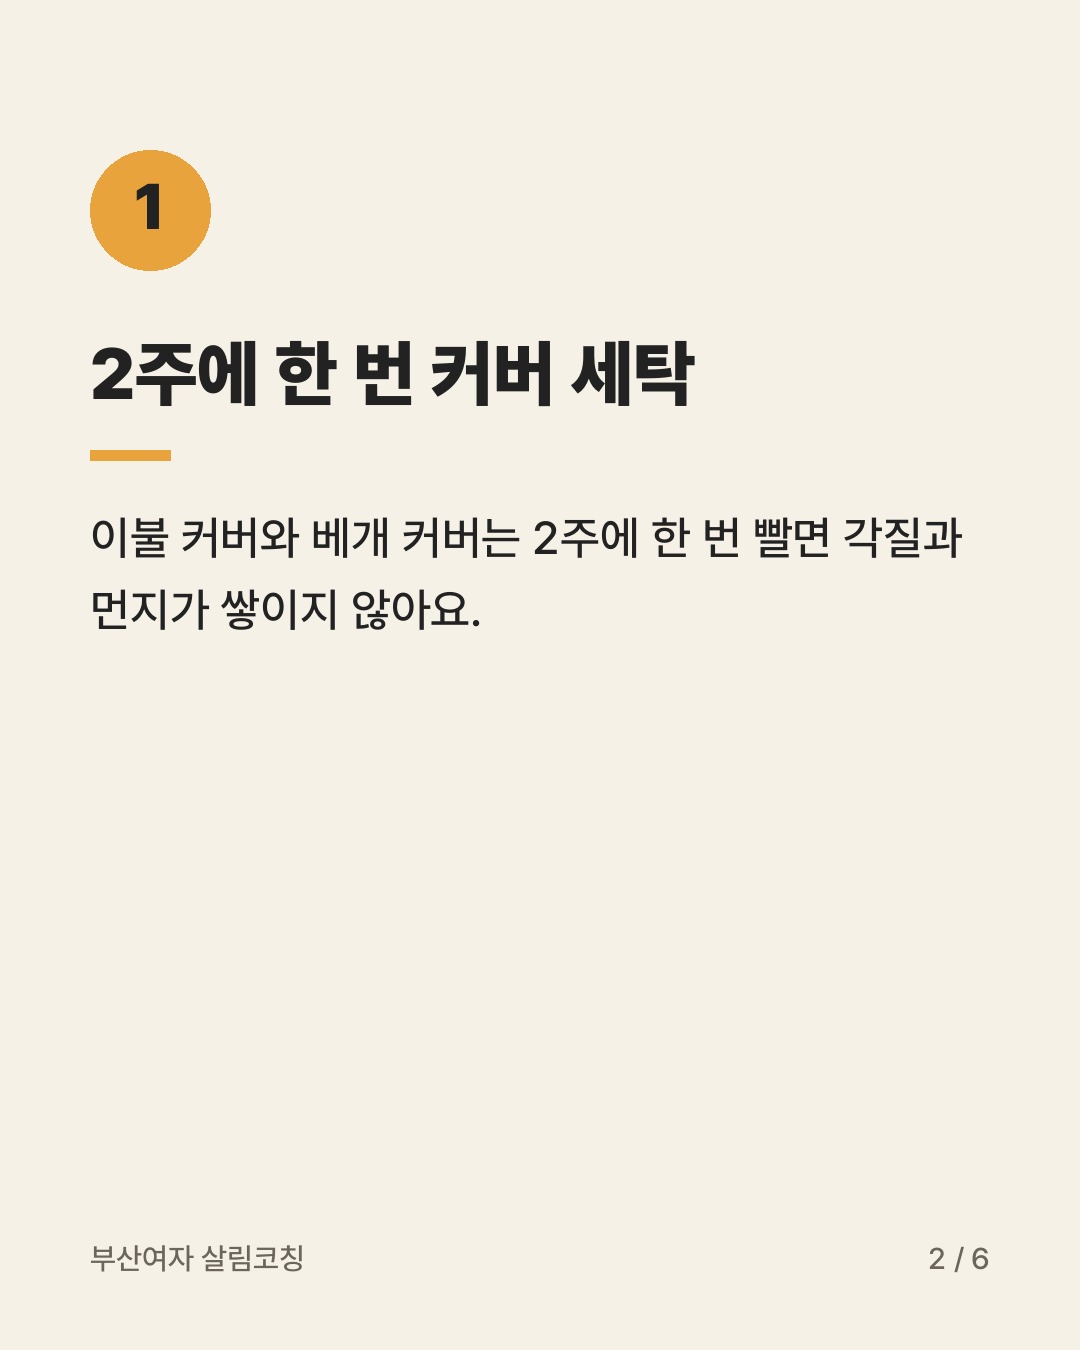 1
2주에 한 번 커버 세탁
이불 커버와 베개 커버는 2주에 한 번 빨면 각질과
먼지가 쌓이지 않아요.
부산여자 살림코칭
2 / 6